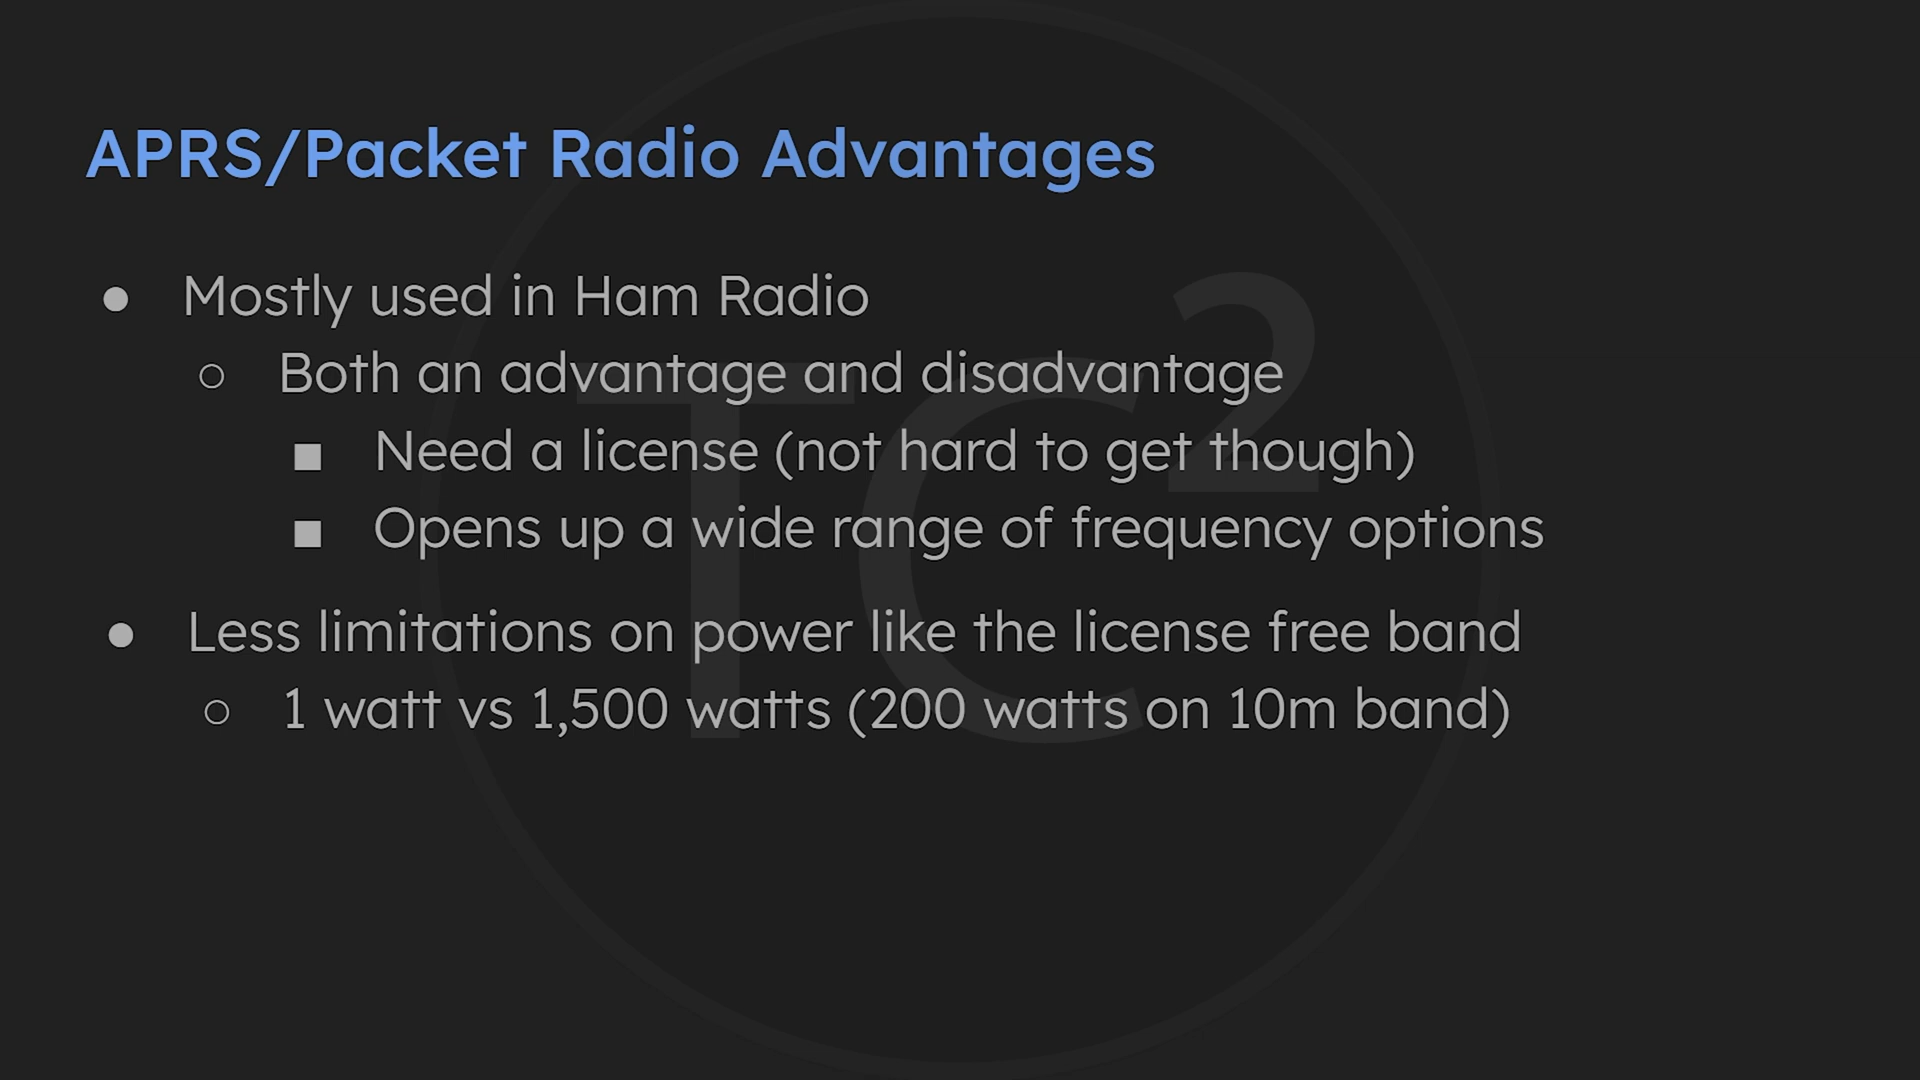 APRS/Packet Radio Advantages
● Mostly used in Ham Radio
○ Both an advantage and disadvantage
■ Need a license (not hard to get though)
■ Opens up a wide range of frequency options
● Less limitations on power like the license free band
○ 1 watt vs 1,500 watts (200 watts on 10m band)
TC²